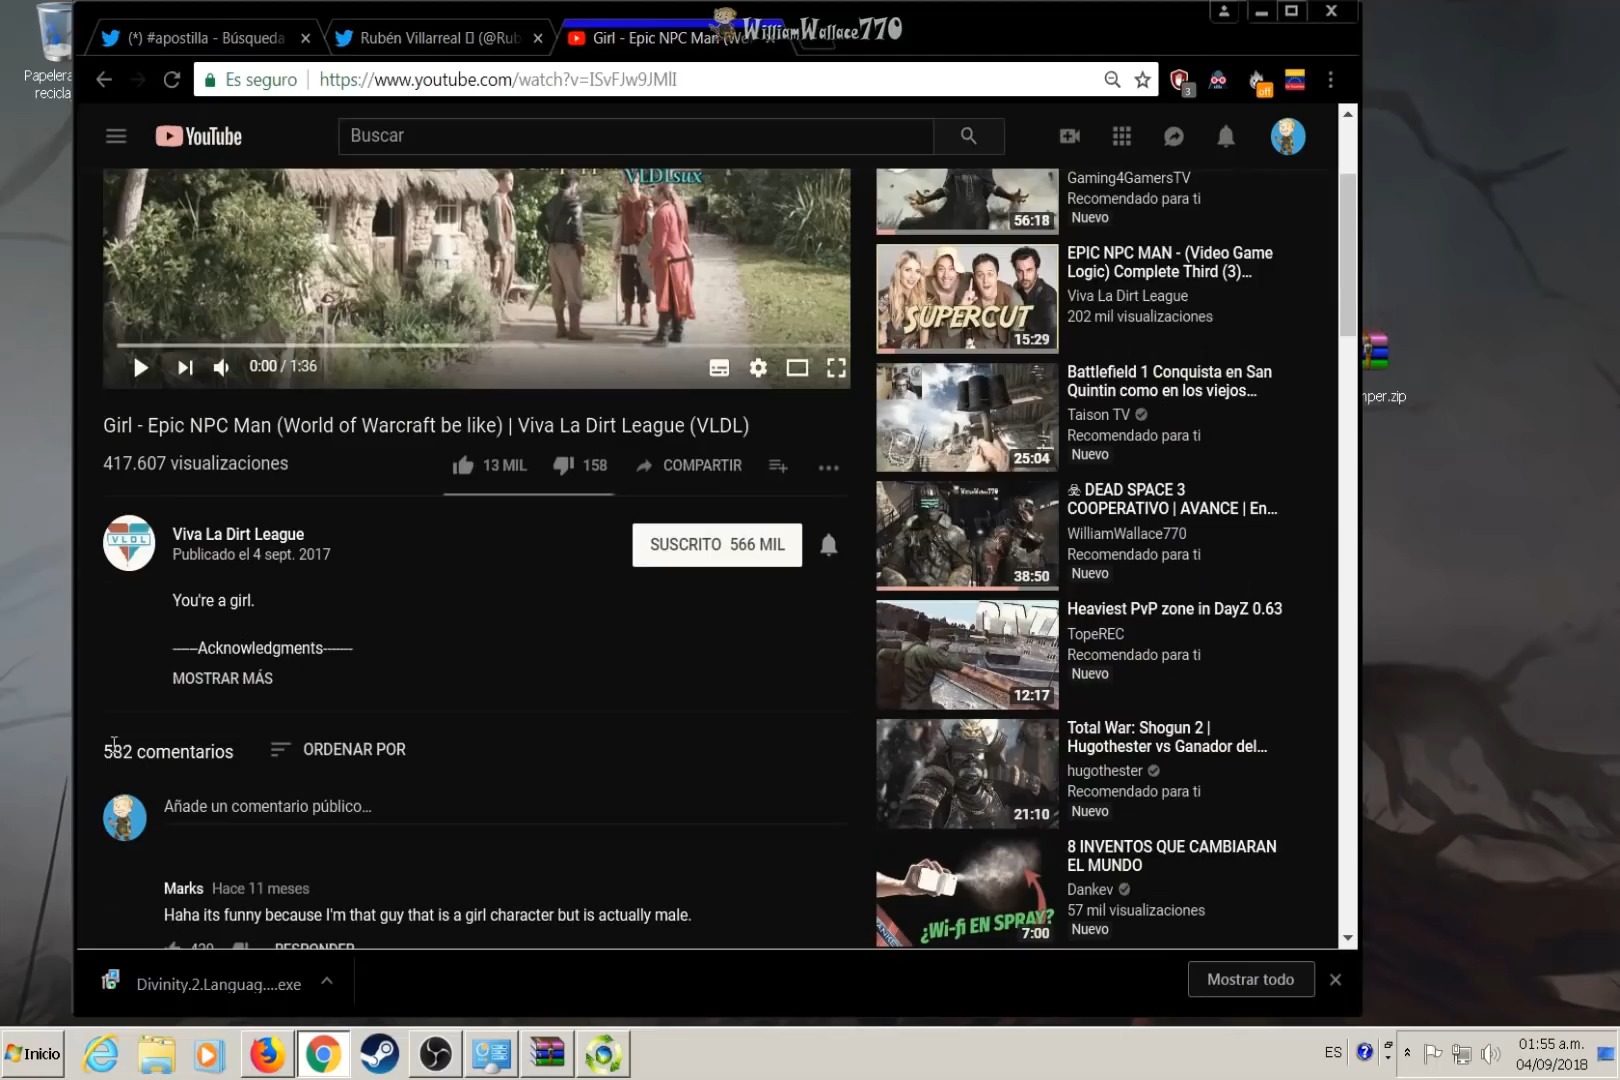 Papelera
recicla
(*) #apostilla - Búsqueda
Rubén Villarreal
(@Rub
Girl - Epic NPC Man
WilliamWallace770
Es seguro
https://www.youtube.com/watch?v=ISvFJw9JMlI
3
off
YouTube
Buscar
VLDLsux
0:00 / 1:36
Girl - Epic NPC Man (World of Warcraft be like) | Viva La Dirt League (VLDL)
417.607 visualizaciones
13 MIL
158
COMPARTIR
VLDL
Viva La Dirt League
Publicado el 4 sept. 2017
SUSCRITO 566 MIL
You're a girl.
-----Acknowledgments-------
MOSTRAR MÁS
532 comentarios
ORDENAR POR
Añade un comentario público...
Marks Hace 11 meses
Haha its funny because I'm that guy that is a girl character but is actually male.
RESPONDER
56:18
Gaming4GamersTV
Recomendado para ti
Nuevo
SUPERCUT
15:29
EPIC NPC MAN - (Video Game
Logic) Complete Third (3)...
Viva La Dirt League
202 mil visualizaciones
25:04
Battlefield 1 Conquista en San
Quintin como en los viejos...
Taison TV
Recomendado para ti
Nuevo
WilliamWallace770
38:50
DEAD SPACE 3
COOPERATIVO | AVANCE | En...
WilliamWallace770
Recomendado para ti
Nuevo
12:17
Heaviest PvP zone in DayZ 0.63
TopeREC
Recomendado para ti
Nuevo
21:10
Total War: Shogun 2 |
Hugothester vs Ganador del...
hugothester
Recomendado para ti
Nuevo
¿Wi-fi EN SPRAY?
7:00
8 INVENTOS QUE CAMBIARAN
EL MUNDO
Dankev
57 mil visualizaciones
Nuevo
mper.zip
Divinity.2.Languag....exe
Mostrar todo
Inicio
ES
01:55 a.m.
04/09/2018